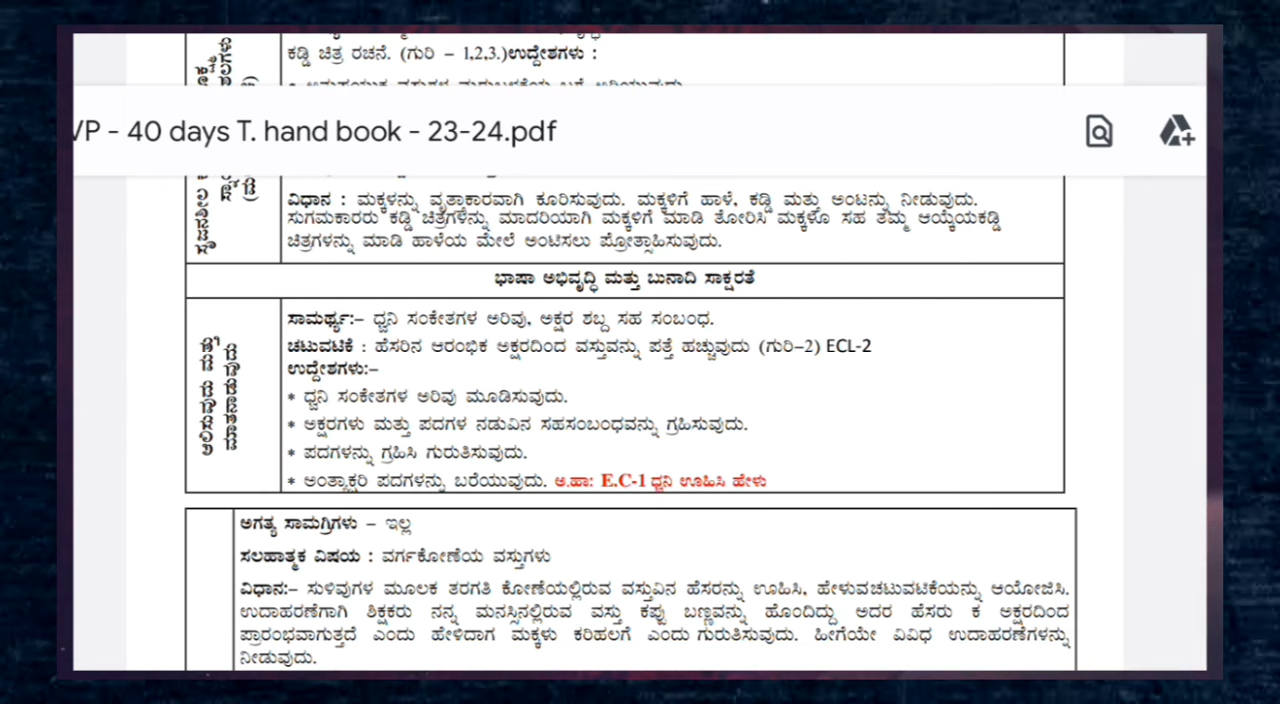 ಕಡ್ಡಿ ಚಿತ್ರ ರಚನೆ. (ಗುರಿ – 1,2,3.)ಉದ್ದೇಶಗಳು :
VP - 40 days T. hand book - 23-24.pdf
ವಿಧಾನ : ಮಕ್ಕಳನ್ನು ವೃತ್ತಾಕಾರವಾಗಿ ಕೂರಿಸುವುದು. ಮಕ್ಕಳಿಗೆ ಹಾಳೆ, ಕಡ್ಡಿ ಮತ್ತು ಅಂಟನ್ನು ನೀಡುವುದು.
ಸುಗಮಕಾರರು ಕಡ್ಡಿ ಚಿತ್ರಗಳನ್ನು ಮಾದರಿಯಾಗಿ ಮಕ್ಕಳಿಗೆ ಮಾಡಿ ತೋರಿಸಿ ಮಕ್ಕಳೂ ಸಹ ತಮ್ಮ ಆಯ್ಕೆಯಕಡ್ಡಿ
ಚಿತ್ರಗಳನ್ನು ಮಾಡಿ ಹಾಳೆಯ ಮೇಲೆ ಅಂಟಿಸಲು ಪ್ರೋತ್ಸಾಹಿಸುವುದು.
ಸೃಜನಶೀಲ
ಭಾಷಾ ಅಭಿವೃದ್ಧಿ ಮತ್ತು ಬುನಾದಿ ಸಾಕ್ಷರತೆ
ಆಲಿಸುವುದು ಮತ್ತು
ಮಾತನಾಡುವುದು
ಸಾಮರ್ಥ್ಯ:– ಧ್ವನಿ ಸಂಕೇತಗಳ ಅರಿವು, ಅಕ್ಷರ ಶಬ್ದ ಸಹ ಸಂಬಂಧ.
ಚಟುವಟಿಕೆ : ಹೆಸರಿನ ಆರಂಭಿಕ ಅಕ್ಷರದಿಂದ ವಸ್ತುವನ್ನು ಪತ್ತೆ ಹಚ್ಚುವುದು (ಗುರಿ–2) ECL-2
ಉದ್ದೇಶಗಳು:–
* ಧ್ವನಿ ಸಂಕೇತಗಳ ಅರಿವು ಮೂಡಿಸುವುದು.
* ಅಕ್ಷರಗಳು ಮತ್ತು ಪದಗಳ ನಡುವಿನ ಸಹಸಂಬಂಧವನ್ನು ಗ್ರಹಿಸುವುದು.
* ಪದಗಳನ್ನು ಗ್ರಹಿಸಿ ಗುರುತಿಸುವುದು.
* ಅಂತ್ಯಾಕ್ಷರಿ ಪದಗಳನ್ನು ಬರೆಯುವುದು. ಅ.ಹಾ: E.C-1 ಧ್ವನಿ ಊಹಿಸಿ ಹೇಳು
ಅಗತ್ಯ ಸಾಮಗ್ರಿಗಳು – ಇಲ್ಲ
ಸಲಹಾತ್ಮಕ ವಿಷಯ : ವರ್ಗಕೋಣೆಯ ವಸ್ತುಗಳು
ವಿಧಾನ:– ಸುಳಿವುಗಳ ಮೂಲಕ ತರಗತಿ ಕೋಣೆಯಲ್ಲಿರುವ ವಸ್ತುವಿನ ಹೆಸರನ್ನು ಊಹಿಸಿ, ಹೇಳುವಚಟುವಟಿಕೆಯನ್ನು ಆಯೋಜಿಸಿ.
ಉದಾಹರಣೆಗಾಗಿ ಶಿಕ್ಷಕರು ನನ್ನ ಮನಸ್ಸಿನಲ್ಲಿರುವ ವಸ್ತು ಕಪ್ಪು ಬಣ್ಣವನ್ನು ಹೊಂದಿದ್ದು ಅದರ ಹೆಸರು ಕ ಅಕ್ಷರದಿಂದ
ಪ್ರಾರಂಭವಾಗುತ್ತದೆ ಎಂದು ಹೇಳಿದಾಗ ಮಕ್ಕಳು ಕರಿಹಲಗೆ ಎಂದು ಗುರುತಿಸುವುದು. ಹೀಗೆಯೇ ವಿವಿಧ ಉದಾಹರಣೆಗಳನ್ನು
ನೀಡುವುದು.